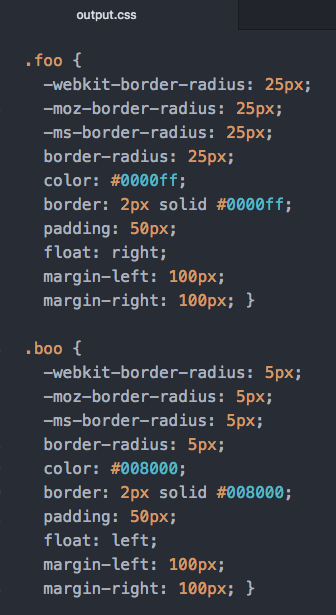 output.css
.foo {
-webkit-border-radius: 25px;
-moz-border-radius: 25px;
-ms-border-radius: 25px;
border-radius: 25px;
color: #0000ff;
border: 2px solid #0000ff;
padding: 50px;
float: right;
margin-left: 100px;
margin-right: 100px; }
.boo {
-webkit-border-radius: 5px;
-moz-border-radius: 5px;
-ms-border-radius: 5px;
border-radius: 5px;
color: #008000;
border: 2px solid #008000;
padding: 50px;
float: left;
margin-left: 100px;
margin-right: 100px; }